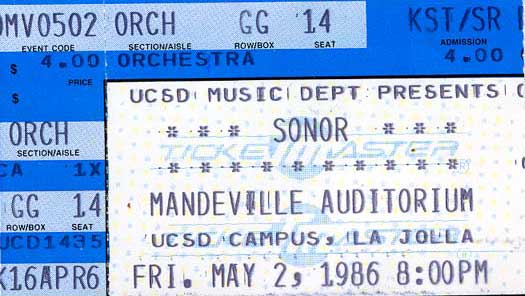 0MV0502 ORCH GG 14 KST/SR
EVENT CODE SECTION/AISLE ROW/BOX SEAT ADMISSION
$ 4.00 ORCHESTRA 4.00
PRICE
$
UCSD MUSIC DEPT PRESENTS
* * * SONOR * * *
ORCH
SECTION/AISLE
TICKETMASTER
CA 1X
* * * * * * * * * * *
GG 14
ROW/BOX SEAT
MANDEVILLE AUDITORIUM
UCD1435
UCSD CAMPUS, LA JOLLA
K16APR6
FRI. MAY 2, 1986 8:00PM